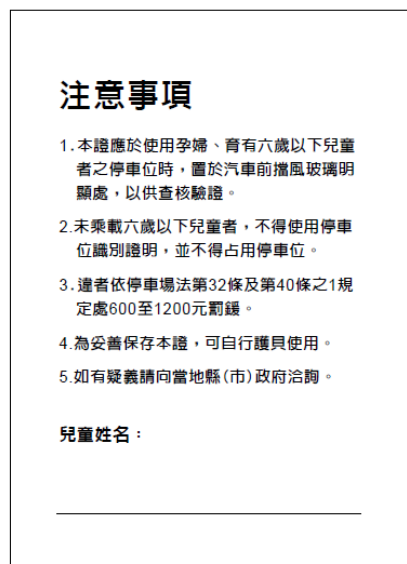 注意事項
1.本證應於使用孕婦、育有六歲以下兒童
者之停車位時，置於汽車前擋風玻璃明
顯處，以供查核驗證。
2.未乘載六歲以下兒童者，不得使用停車
位識別證明，並不得占用停車位。
3.違者依停車場法第32條及第40條之1規
定處600至1200元罰鍰。
4.為妥善保存本證，可自行護貝使用。
5.如有疑義請向當地縣(市)政府洽詢。
兒童姓名：